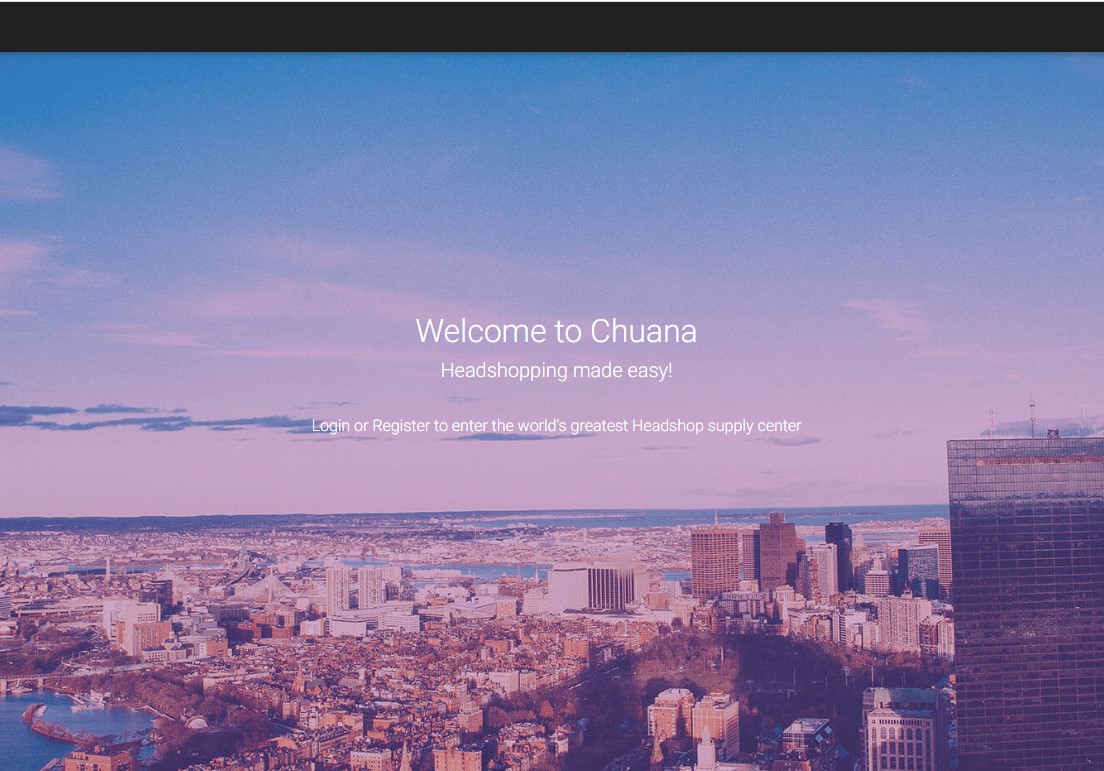 Welcome to Chuana
Headshopping made easy!
Login or Register to enter the world's greatest Headshop supply center